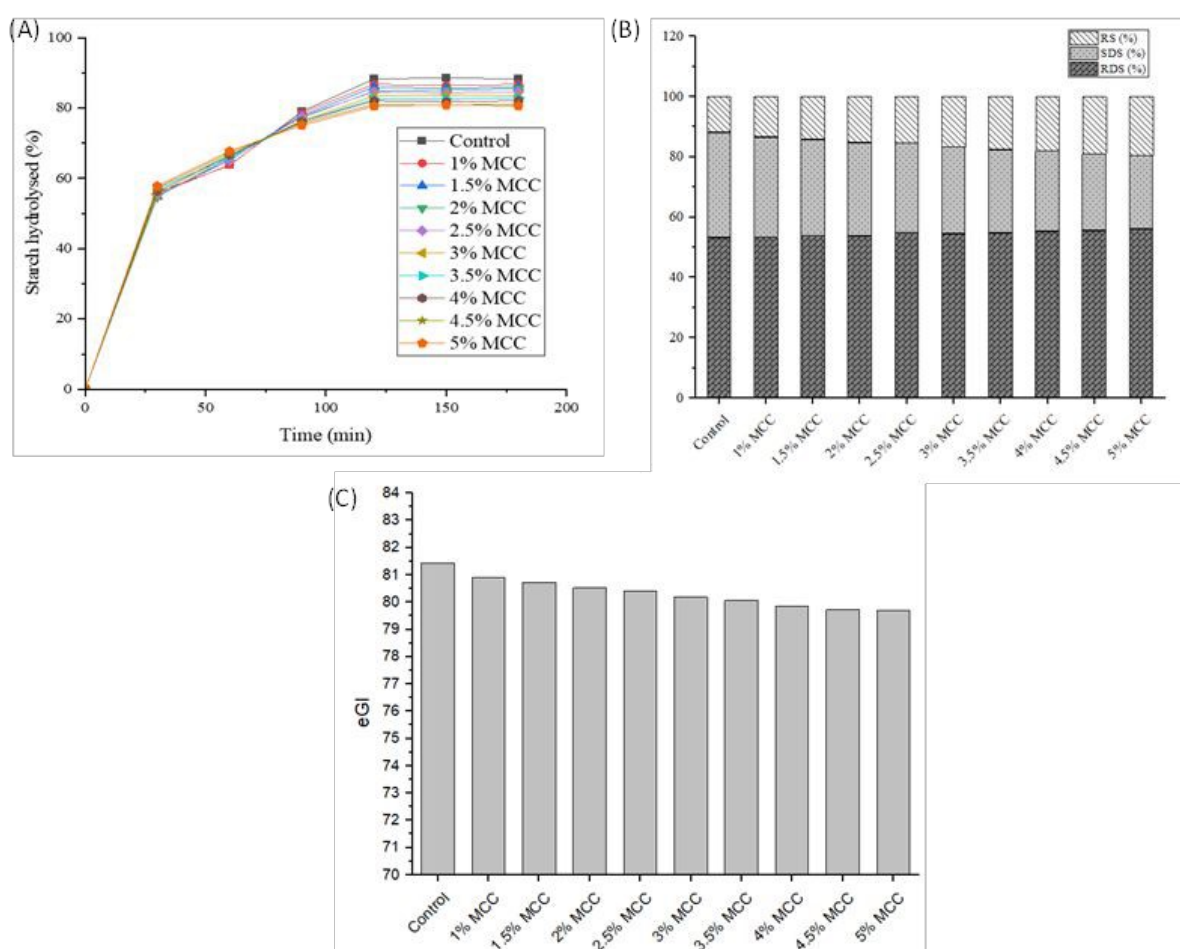 (A)
100
80
60
40
20
0
Starch hydrolysed (%)
0 50 100 150 200
Time (min)
Control
1% MCC
1.5% MCC
2% MCC
2.5% MCC
3% MCC
3.5% MCC
4% MCC
4.5% MCC
5% MCC
(B)
120
100
80
60
40
20
0
RS (%)
SDS (%)
RDS (%)
Control 1% MCC 1.5% MCC 2% MCC 2.5% MCC 3% MCC 3.5% MCC 4% MCC 4.5% MCC 5% MCC
(C)
84
83
82
81
80
79
78
77
76
75
74
73
72
71
70
eGI
Control 1% MCC 1.5% MCC 2% MCC 2.5% MCC 3% MCC 3.5% MCC 4% MCC 4.5% MCC 5% MCC